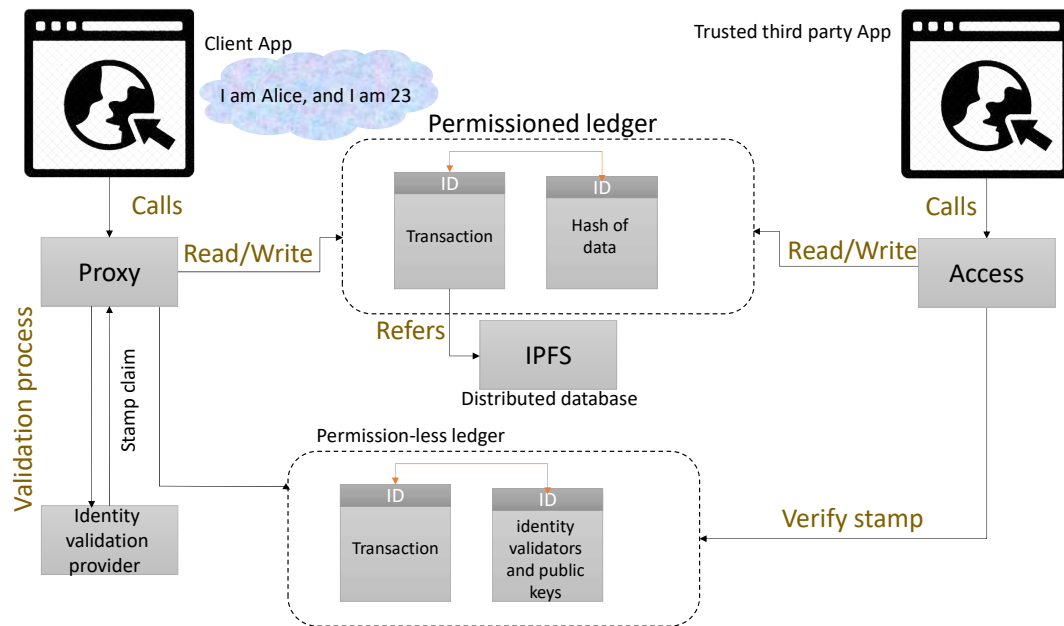 Client App
Trusted third party App
I am Alice, and I am 23
Permissioned ledger
Calls
Calls
ID
ID
Transaction
Hash of
data
Proxy
Read/Write
Read/Write
Access
Refers
IPFS
Distributed database
Validation process
Stamp claim
Permission-less ledger
ID
ID
Identity
validation
provider
Transaction
identity
validators
and public
keys
Verify stamp